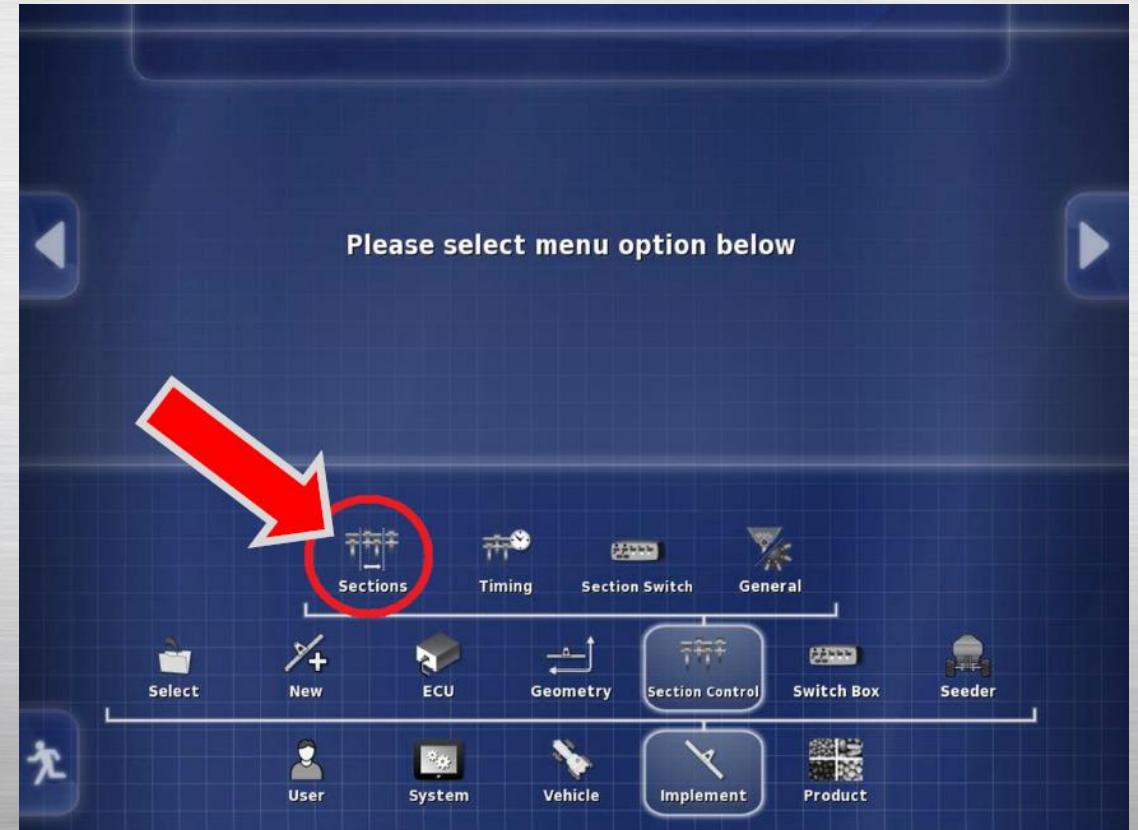 Please select menu option below
Sections Timing Section Switch General
Select New ECU Geometry Section Control Switch Box Seeder
User System Vehicle Implement Product